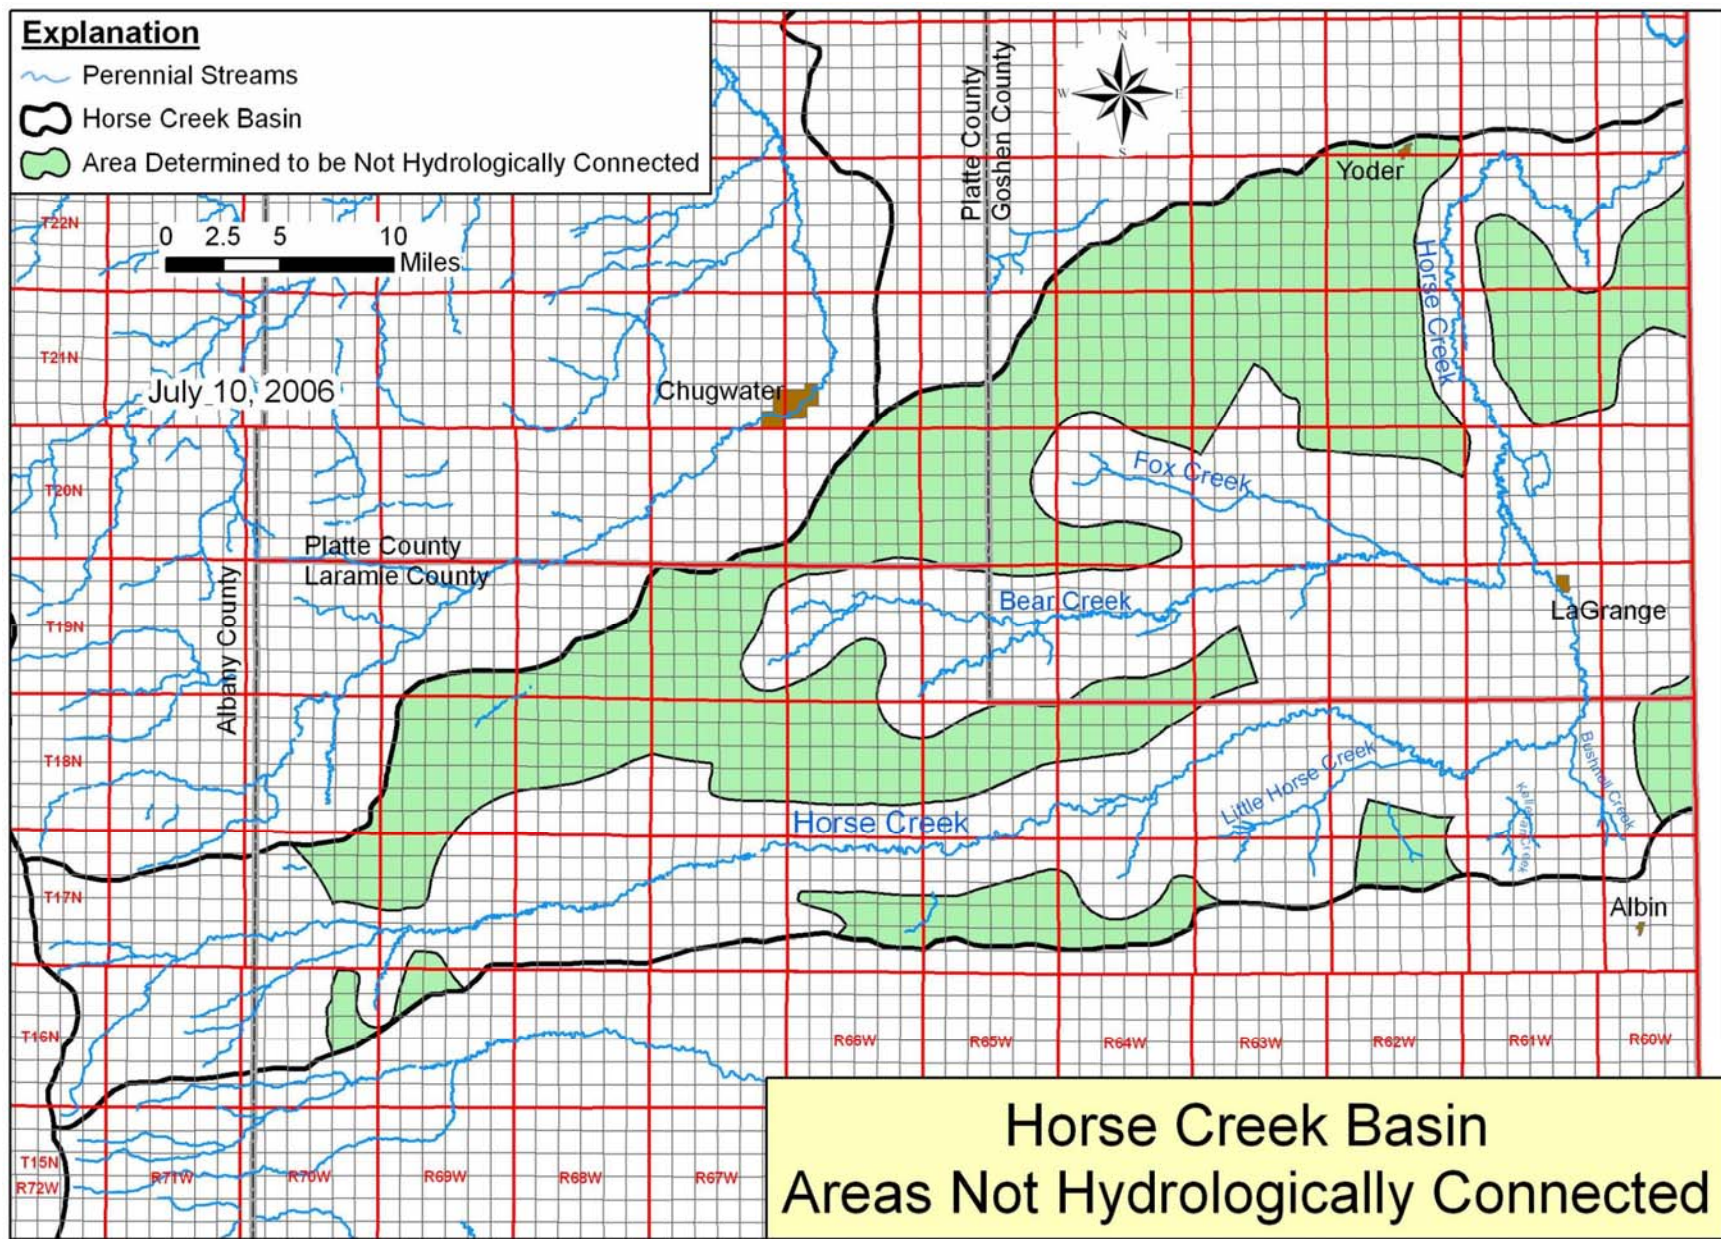 Explanation
Perennial Streams
Horse Creek Basin
Area Determined to be Not Hydrologically Connected
0 2.5 5 10
Miles
July 10, 2006
N
W
E
S
Platte County
Goshen County
Yoder
Horse Creek
Chugwater
Fox Creek
Platte County
Laramie County
Albany County
Bear Creek
LaGrange
Little Horse Creek
Bushnell Creek
Horse Creek
Albin
T22N
T21N
T20N
T19N
T18N
T17N
T16N
T15N
R72W
R71W
R70W
R69W
R68W
R67W
R66W
R65W
R64W
R63W
R62W
R61W
R60W
Horse Creek Basin
Areas Not Hydrologically Connected